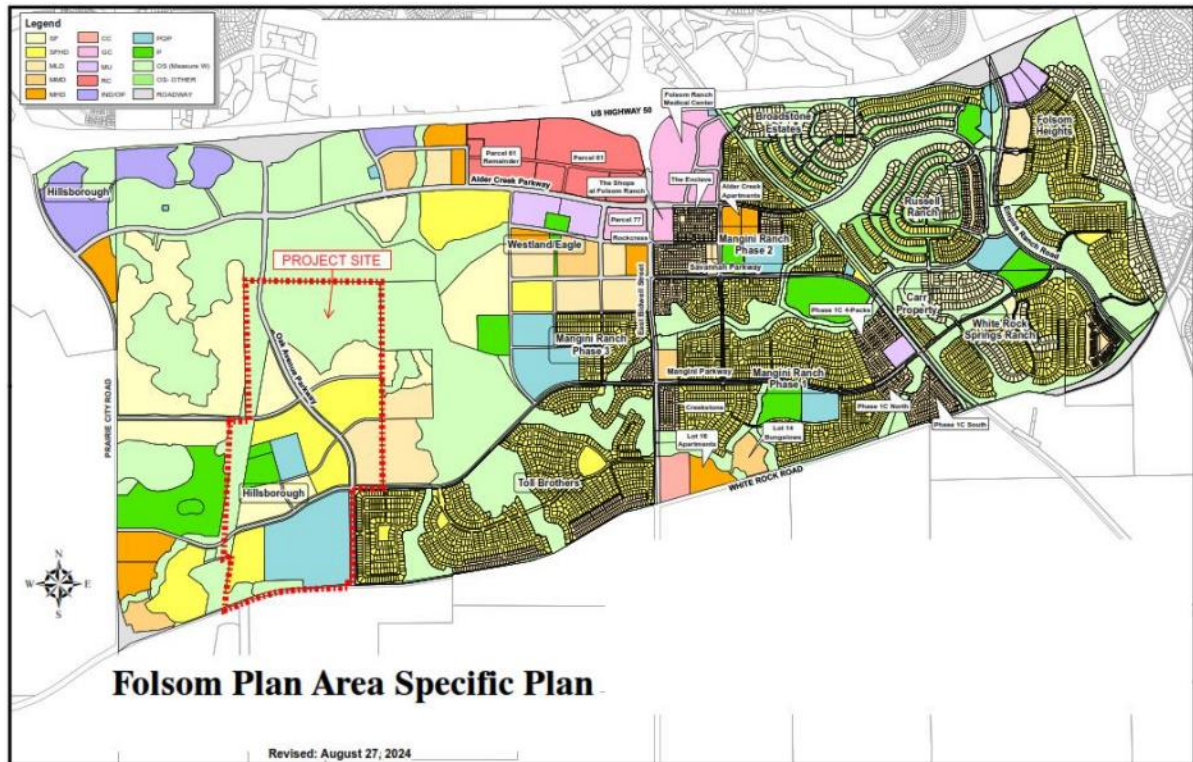 Legend
SF
SFHD
MLD
MMD
MHD
CC
GC
MU
RC
IND/OP
PQP
P
OS (Measure W)
OS- OTHER
ROADWAY
US HIGHWAY 50
Folsom Ranch
Medical Center
Broadstone
Estates
Folsom
Heights
Parcel 61
Remainder
Parcel 61
Alder Creek Parkway
The Shops
at Folsom Ranch
The Enclave
Alder Creek
Apartments
Hillsborough
Russell
Ranch
Parcel 77
Rockcress
Westland/Eagle
Mangini Ranch
Phase 2
Savannah Parkway
PROJECT SITE
East Bidwell Street
Oak Avenue Parkway
Carr
Property
Phase 1C 4-Packs
White Rock
Springs Ranch
Mangini Ranch
Phase 3
Mangini Parkway
Mangini Ranch
Phase 1
PRAIRIE CITY ROAD
Creekstone
Phase 1C North
Phase 1C South
Lot 16
Apartments
Lot 14
Bungalows
WHITE ROCK ROAD
Toll Brothers
Hillsborough
N
W
E
S
Folsom Plan Area Specific Plan
Revised: August 27, 2024